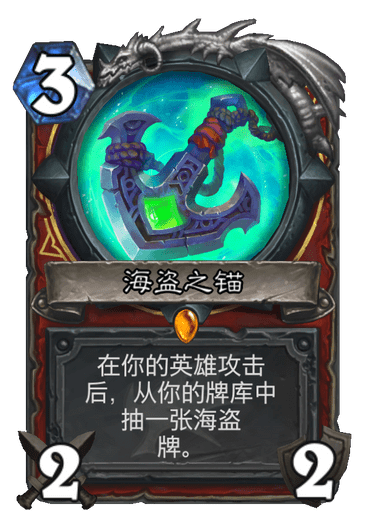 3
海盗之锚
在你的英雄攻击
后，从你的牌库中
抽一张海盗
牌。
2
2